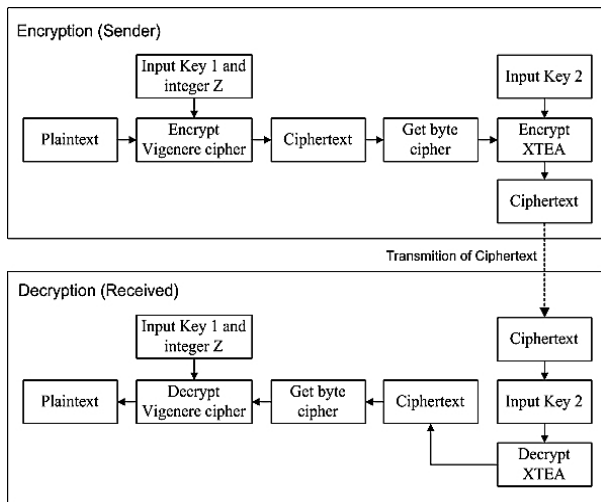 Encryption (Sender)
Input Key 1 and
integer Z
Input Key 2
Plaintext
Encrypt
Vigenere cipher
Ciphertext
Get byte
cipher
Encrypt
XTEA
Ciphertext
Transmition of Ciphertext
Decryption (Received)
Input Key 1 and
integer Z
Ciphertext
Plaintext
Decrypt
Vigenere cipher
Get byte
cipher
Ciphertext
Input Key 2
Decrypt
XTEA